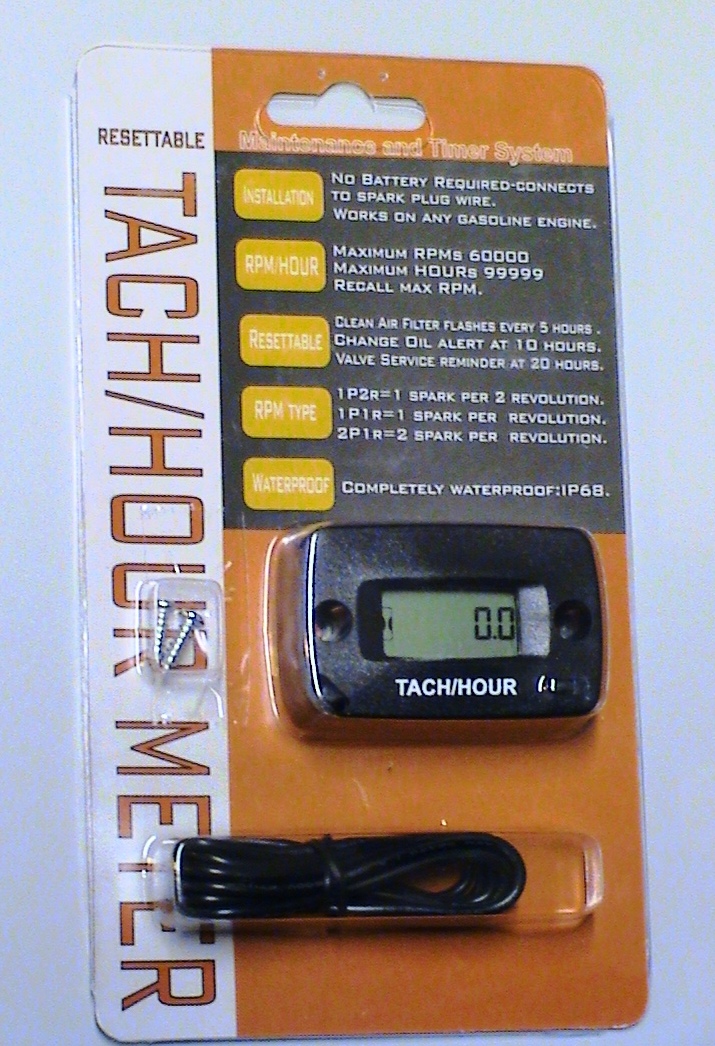 RESETTABLE
TACH/HOUR METER
Maintenance and Timer System
INSTALLATION
NO BATTERY REQUIRED-CONNECTS
TO SPARK PLUG WIRE.
WORKS ON ANY GASOLINE ENGINE.
RPM/HOUR
MAXIMUM RPMS 60000
MAXIMUM HOURS 99999
RECALL MAX RPM.
RESETTABLE
CLEAN AIR FILTER FLASHES EVERY 5 HOURS .
CHANGE OIL ALERT AT 10 HOURS.
VALVE SERVICE REMINDER AT 20 HOURS.
RPM TYPE
1P2R=1 SPARK PER 2 REVOLUTION.
1P1R=1 SPARK PER REVOLUTION.
2P1R=2 SPARK PER REVOLUTION.
WATERPROOF
COMPLETELY WATERPROOF:IP68.
0.0
TACH/HOUR